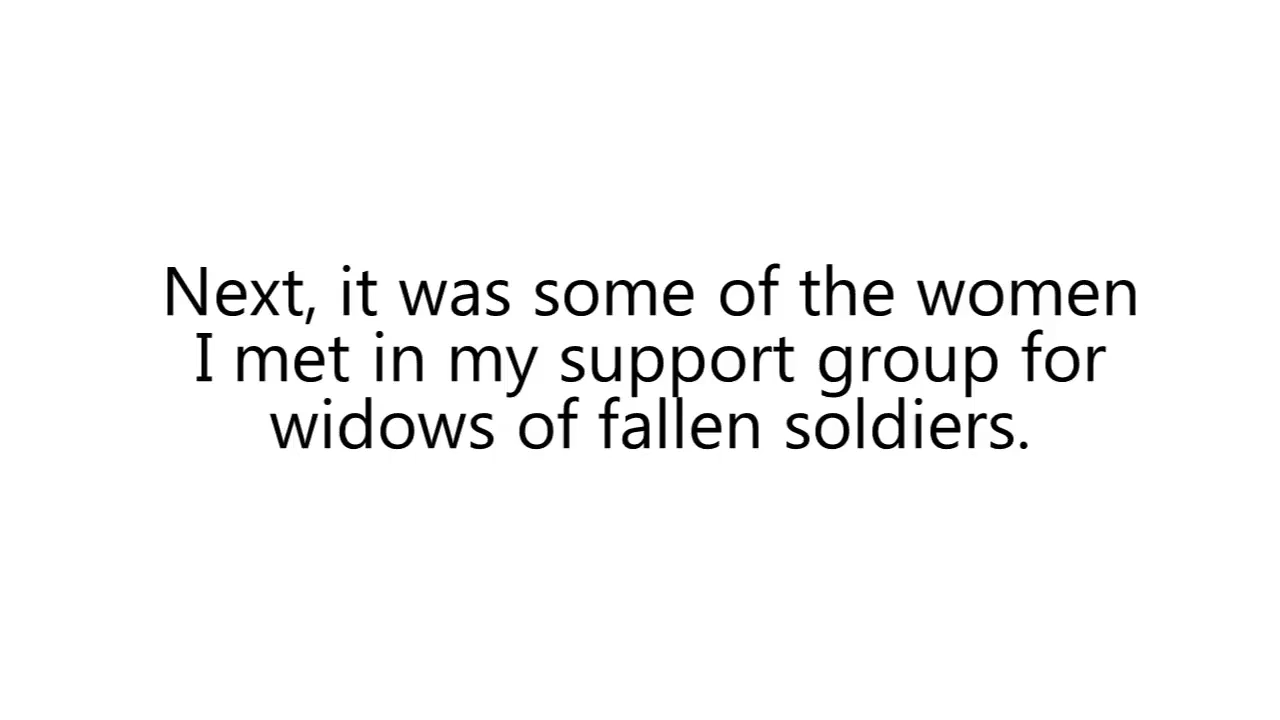 Next, it was some of the women
I met in my support group for
widows of fallen soldiers.